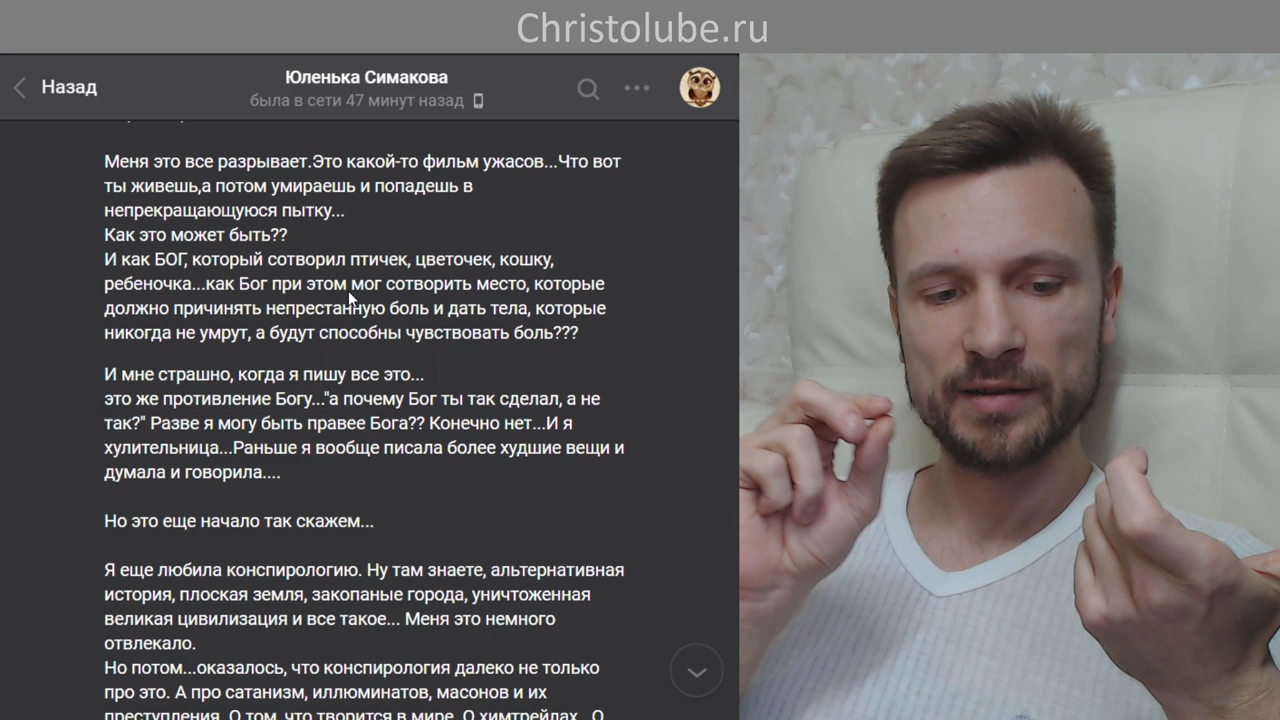 Christolube.ru
Назад
Юленька Симакова
была в сети 47 минут назад
Меня это все разрывает.Это какой-то фильм ужасов...Что вот
ты живешь,а потом умираешь и попадешь в
непрекращающуюся пытку...
Как это может быть??
И как БОГ, который сотворил птичек, цветочек, кошку,
ребеночка...как Бог при этом мог сотворить место, которые
должно причинять непрестанную боль и дать тела, которые
никогда не умрут, а будут способны чувствовать боль???
И мне страшно, когда я пишу все это...
это же противление Богу..."а почему Бог ты так сделал, а не
так?" Разве я могу быть правее Бога?? Конечно нет...И я
хулительница...Раньше я вообще писала более худшие вещи и
думала и говорила....
Но это еще начало так скажем...
Я еще любила конспирологию. Ну там знаете, альтернативная
история, плоская земля, закопаные города, уничтоженная
великая цивилизация и все такое... Меня это немного
отвлекало.
Но потом...оказалось, что конспирология далеко не только
про это. А про сатанизм, иллюминатов, масонов и их
преступления. О том, что творится в мире. О химтрейлах...О